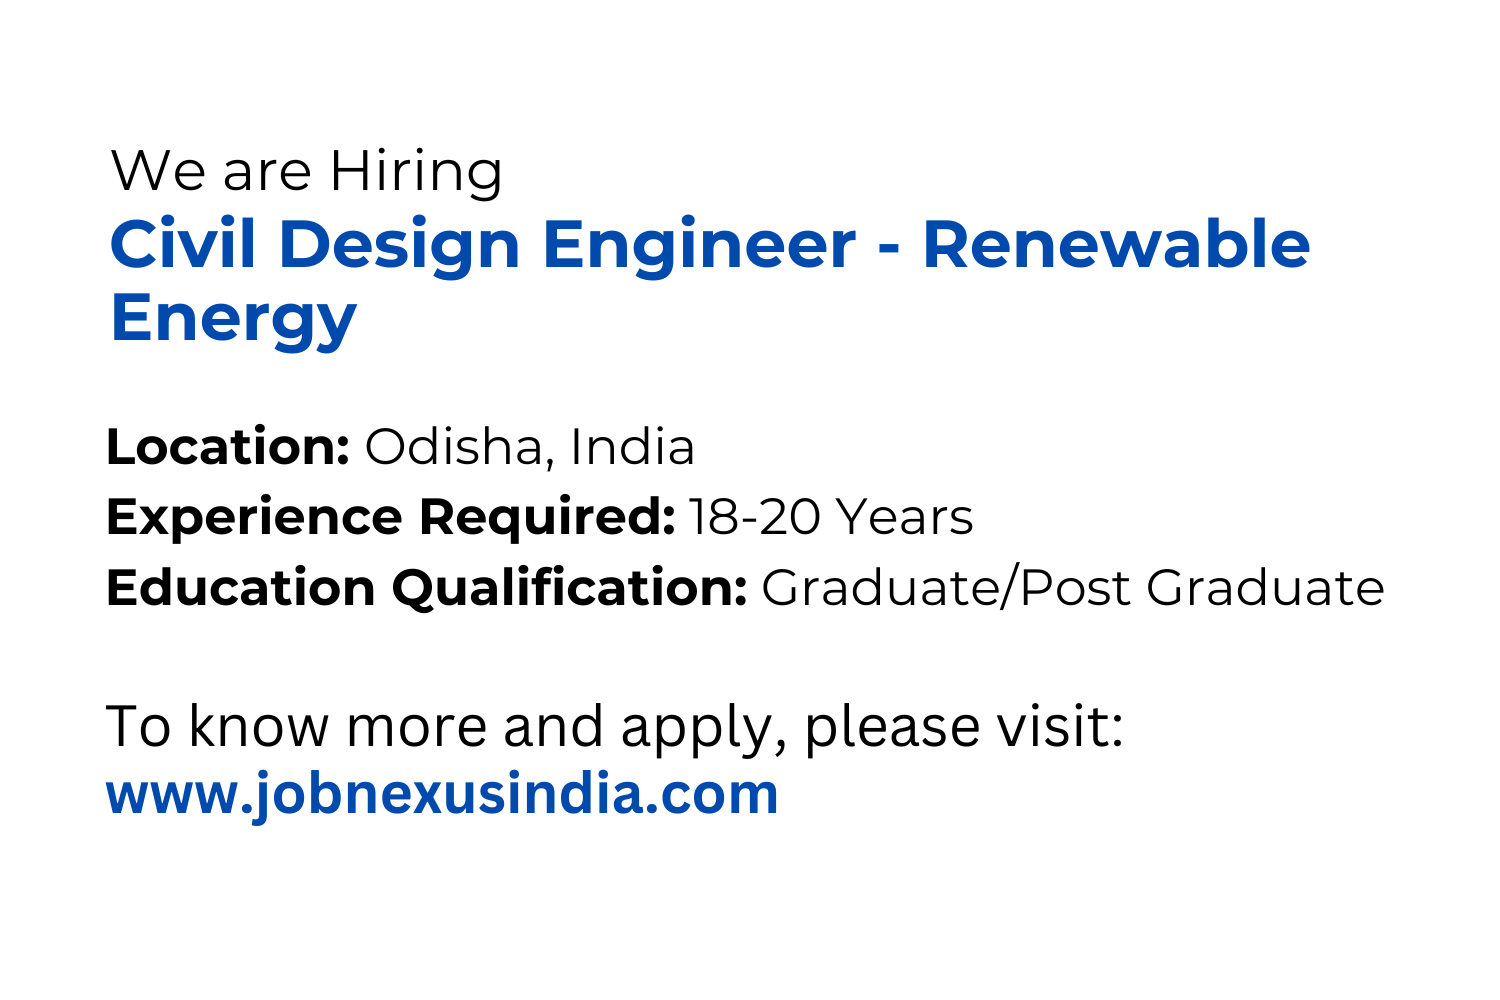 We are Hiring
Civil Design Engineer - Renewable
Energy
Location: Odisha, India
Experience Required: 18-20 Years
Education Qualification: Graduate/Post Graduate
To know more and apply, please visit:
www.jobnexusindia.com